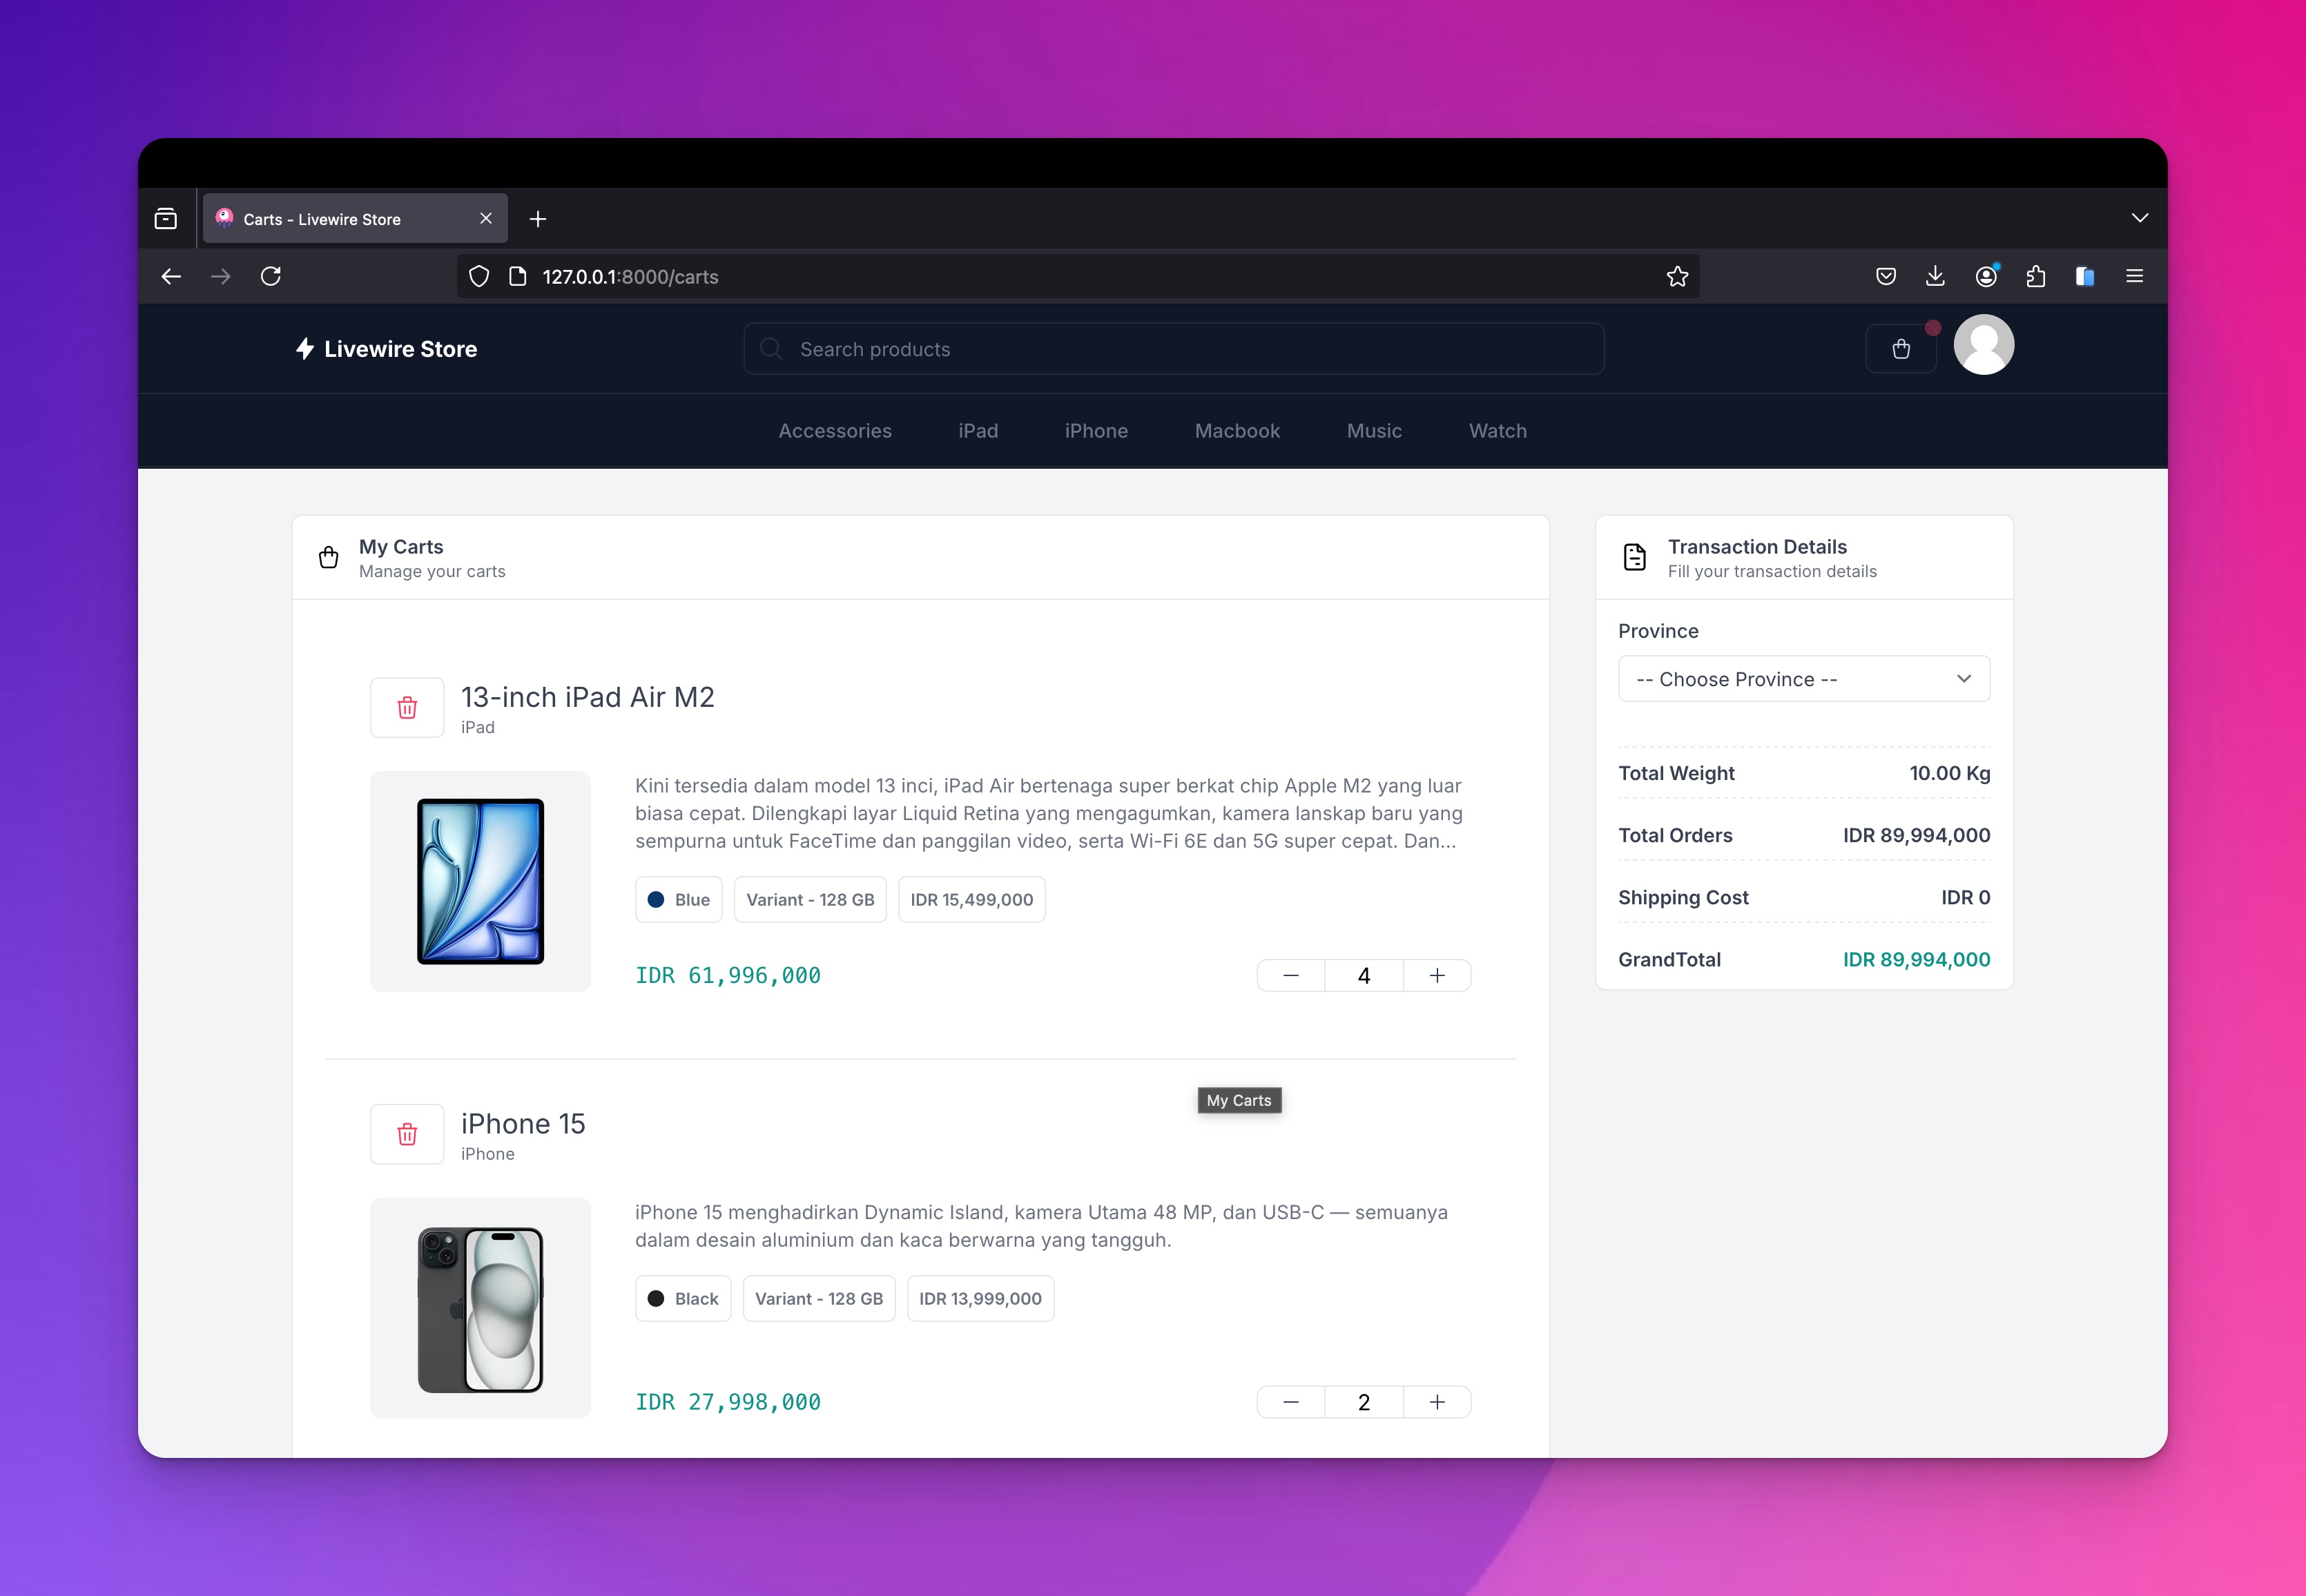 Carts - Livewire Store
127.0.0.1:8000/carts
Livewire Store
Search products
Accessories
iPad
iPhone
Macbook
Music
Watch
My Carts
Manage your carts
13-inch iPad Air M2
iPad
Kini tersedia dalam model 13 inci, iPad Air bertenaga super berkat chip Apple M2 yang luar
biasa cepat. Dilengkapi layar Liquid Retina yang mengagumkan, kamera lanskap baru yang
sempurna untuk FaceTime dan panggilan video, serta Wi-Fi 6E dan 5G super cepat. Dan...
Blue
Variant - 128 GB
IDR 15,499,000
IDR 61,996,000
4
My Carts
iPhone 15
iPhone
iPhone 15 menghadirkan Dynamic Island, kamera Utama 48 MP, dan USB-C — semuanya
dalam desain aluminium dan kaca berwarna yang tangguh.
Black
Variant - 128 GB
IDR 13,999,000
IDR 27,998,000
2
Transaction Details
Fill your transaction details
Province
-- Choose Province --
Total Weight 10.00 Kg
Total Orders IDR 89,994,000
Shipping Cost IDR 0
GrandTotal IDR 89,994,000